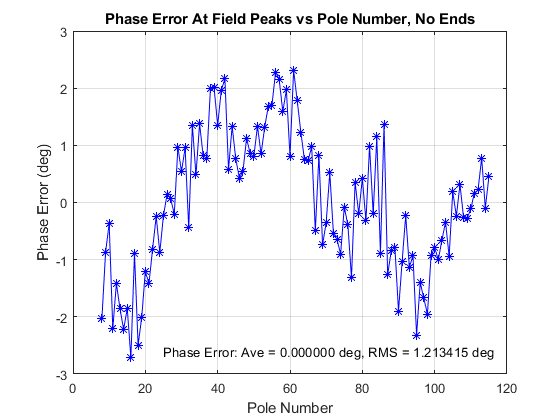 Phase Error At Field Peaks vs Pole Number, No Ends
3
2
1
0
-1
-2
-3
Phase Error (deg)
Phase Error: Ave = 0.000000 deg, RMS = 1.213415 deg
0 20 40 60 80 100 120
Pole Number